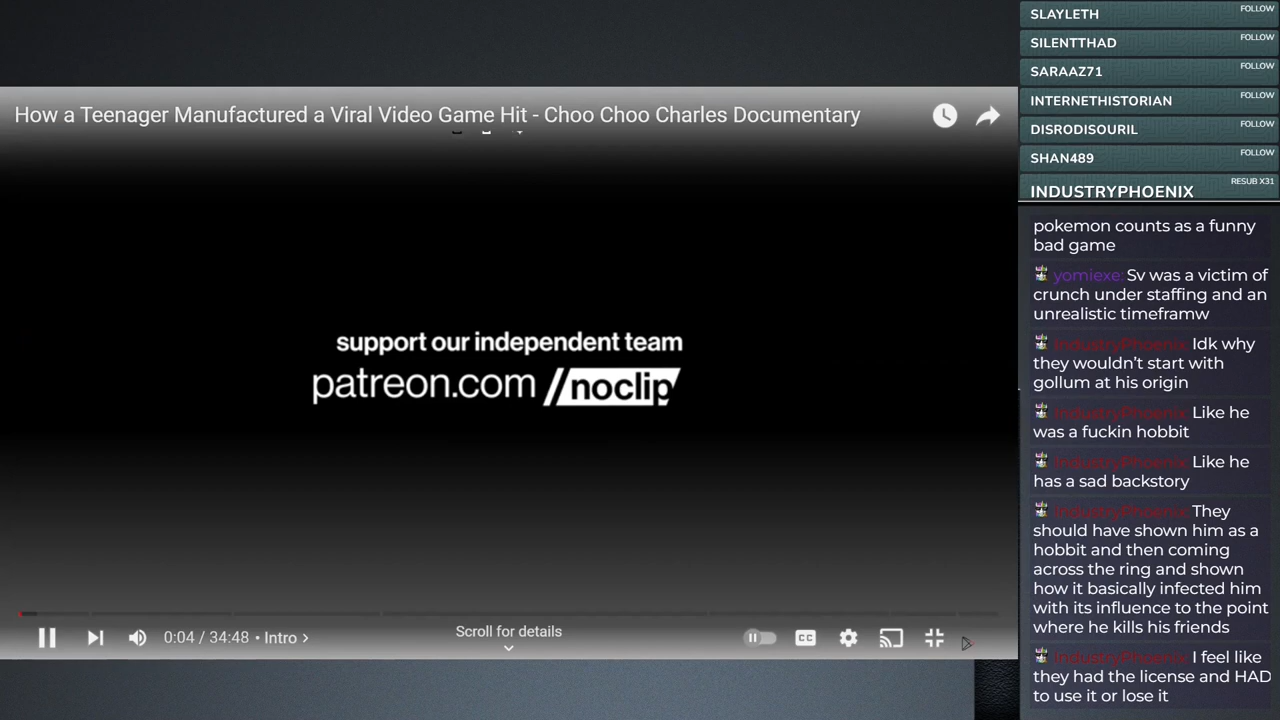 How a Teenager Manufactured a Viral Video Game Hit - Choo Choo Charles Documentary
support our independent team
patreon.com //noclip
0:04 / 34:48 • Intro
Scroll for details
CC
SLAYLETH FOLLOW
SILENTTHAD FOLLOW
SARAAZ71 FOLLOW
INTERNETHISTORIAN FOLLOW
DISRODISOURIL FOLLOW
SHAN489 FOLLOW
INDUSTRYPHOENIX RESUB X31
pokemon counts as a funny
bad game
yomiexe: Sv was a victim of
crunch under staffing and an
unrealistic timeframw
IndustryPhoenix: Idk why
they wouldn't start with
gollum at his origin
IndustryPhoenix: Like he
was a fuckin hobbit
IndustryPhoenix: Like he
has a sad backstory
IndustryPhoenix: They
should have shown him as a
hobbit and then coming
across the ring and shown
how it basically infected him
with its influence to the point
where he kills his friends
IndustryPhoenix: I feel like
they had the license and HAD
to use it or lose it